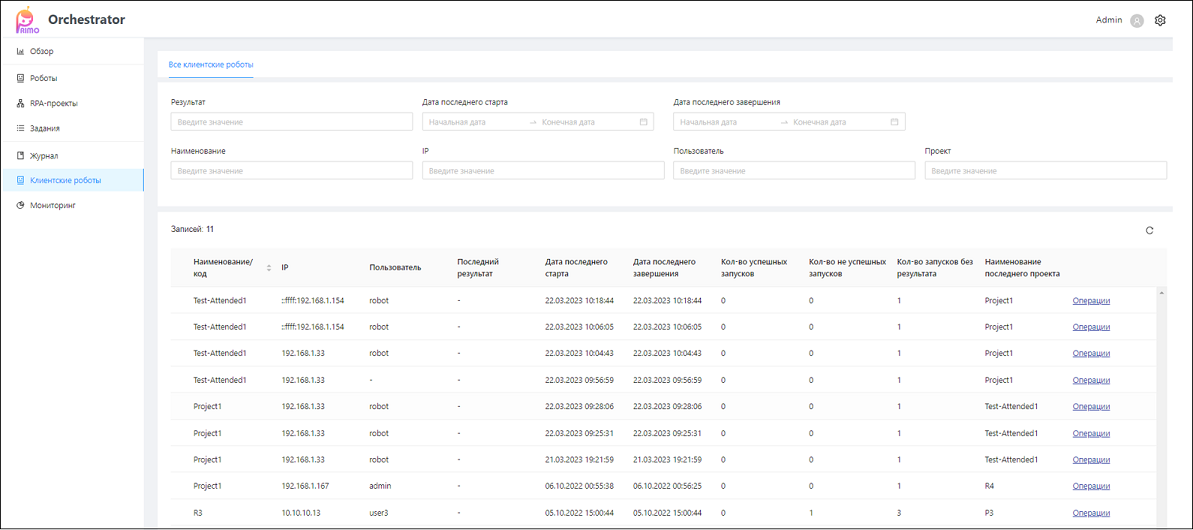 PRIMO
Orchestrator
Admin
Обзор
Роботы
RPA-проекты
Задания
Журнал
Клиентские роботы
Мониторинг
Все клиентские роботы
Результат
Дата последнего старта
Дата последнего завершения
Введите значение
Начальная дата → Конечная дата
Начальная дата → Конечная дата
Наименование
IP
Пользователь
Проект
Введите значение
Введите значение
Введите значение
Введите значение
Записей: 11
Наименование/
код
IP
Пользователь
Последний
результат
Дата последнего
старта
Дата последнего
завершения
Кол-во успешных
запусков
Кол-во не успешных
запусков
Кол-во запусков без
результата
Наименование
последнего проекта
Test-Attended1 ::ffff:192.168.1.154 robot - 22.03.2023 10:18:44 22.03.2023 10:18:44 0 0 1 Project1 Операции
Test-Attended1 ::ffff:192.168.1.154 robot - 22.03.2023 10:06:05 22.03.2023 10:06:05 0 0 1 Project1 Операции
Test-Attended1 192.168.1.33 robot - 22.03.2023 10:04:43 22.03.2023 10:04:43 0 0 1 Project1 Операции
Test-Attended1 192.168.1.33 - - 22.03.2023 09:56:59 22.03.2023 09:56:59 0 0 1 Project1 Операции
Project1 192.168.1.33 robot - 22.03.2023 09:28:06 22.03.2023 09:28:06 0 0 1 Test-Attended1 Операции
Project1 192.168.1.33 robot - 22.03.2023 09:25:31 22.03.2023 09:25:31 0 0 1 Test-Attended1 Операции
Project1 192.168.1.33 robot - 21.03.2023 19:21:59 21.03.2023 19:21:59 0 0 1 Test-Attended1 Операции
Project1 192.168.1.167 admin - 06.10.2022 00:55:38 06.10.2022 00:56:25 0 0 1 R4 Операции
R3 10.10.10.13 user3 - 05.10.2022 15:00:44 05.10.2022 15:00:44 0 1 3 P3 Операции